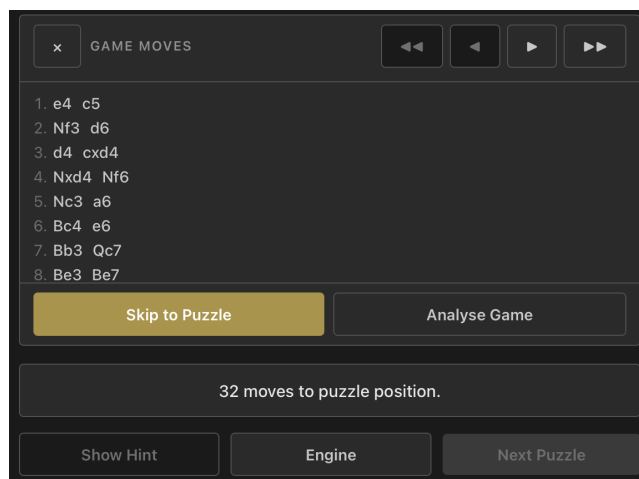 × GAME MOVES
1. e4 c5
2. Nf3 d6
3. d4 cxd4
4. Nxd4 Nf6
5. Nc3 a6
6. Bc4 e6
7. Bb3 Qc7
8. Be3 Be7
Skip to Puzzle Analyse Game
32 moves to puzzle position.
Show Hint Engine Next Puzzle